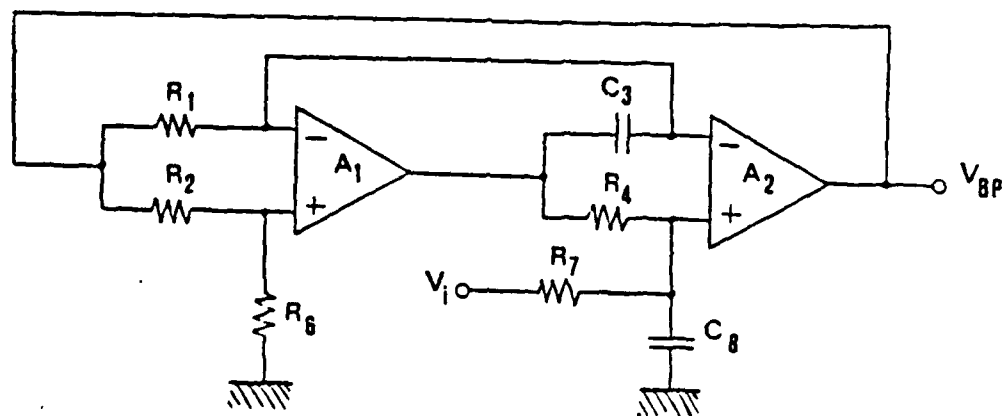 R1
R2
A1
C3
R4
A2
VBP
R6
R7
Vi
C8
−
+
−
+